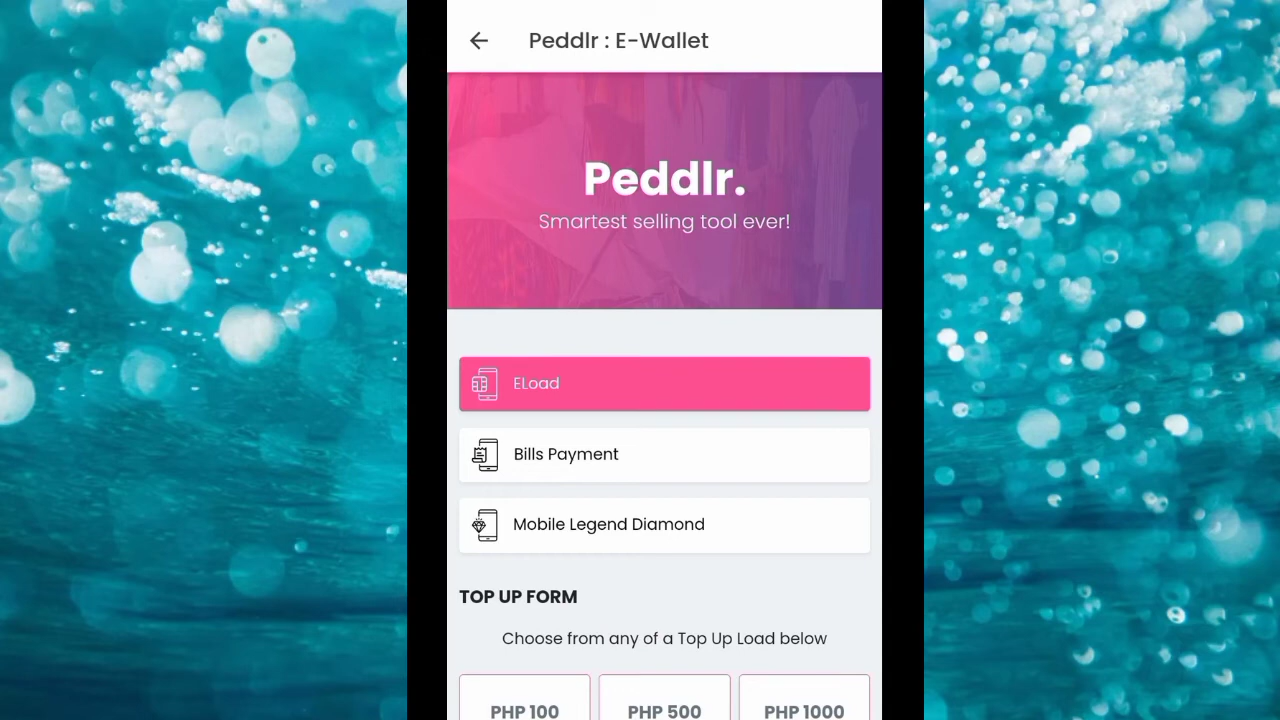 Peddlr : E-Wallet
Peddlr.
Smartest selling tool ever!
ELoad
Bills Payment
Mobile Legend Diamond
TOP UP FORM
Choose from any of a Top Up Load below
PHP 100 PHP 500 PHP 1000